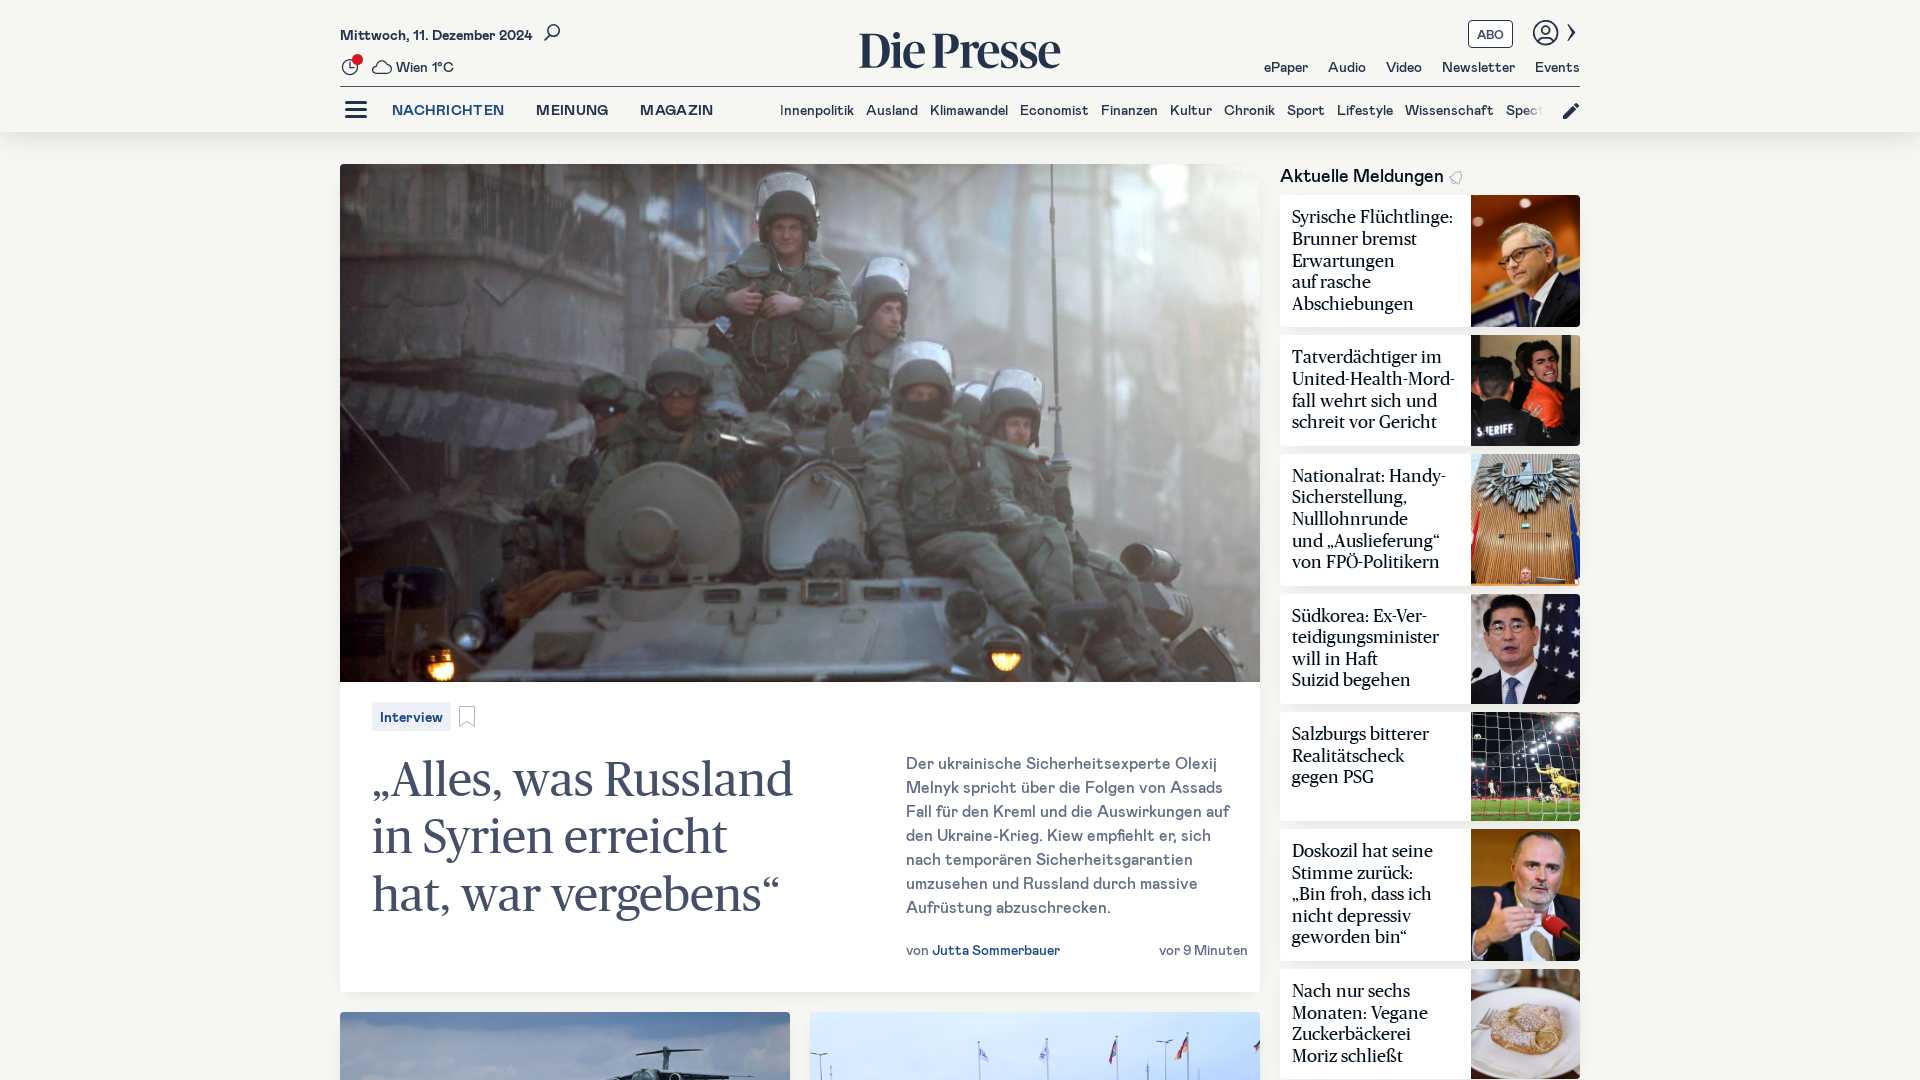 Mittwoch, 11. Dezember 2024
Wien 1°C
Die Presse
ABO
ePaper Audio Video Newsletter Events
NACHRICHTEN MEINUNG MAGAZIN
Innenpolitik Ausland Klimawandel Economist Finanzen Kultur Chronik Sport Lifestyle Wissenschaft Spect
Interview
„Alles, was Russland
in Syrien erreicht
hat, war vergebens“
Der ukrainische Sicherheitsexperte Olexij
Melnyk spricht über die Folgen von Assads
Fall für den Kreml und die Auswirkungen auf
den Ukraine-Krieg. Kiew empfiehlt er, sich
nach temporären Sicherheitsgarantien
umzusehen und Russland durch massive
Aufrüstung abzuschrecken.
von Jutta Sommerbauer
vor 9 Minuten
Aktuelle Meldungen
Syrische Flüchtlinge:
Brunner bremst
Erwartungen
auf rasche
Abschiebungen
Tatverdächtiger im
United-Health-Mord-
fall wehrt sich und
schreit vor Gericht
SHERIFF
Nationalrat: Handy-
Sicherstellung,
Nulllohnrunde
und „Auslieferung“
von FPÖ-Politikern
Südkorea: Ex-Ver-
teidigungsminister
will in Haft
Suizid begehen
Salzburgs bitterer
Realitätscheck
gegen PSG
Doskozil hat seine
Stimme zurück:
„Bin froh, dass ich
nicht depressiv
geworden bin“
Nach nur sechs
Monaten: Vegane
Zuckerbäckerei
Moriz schließt